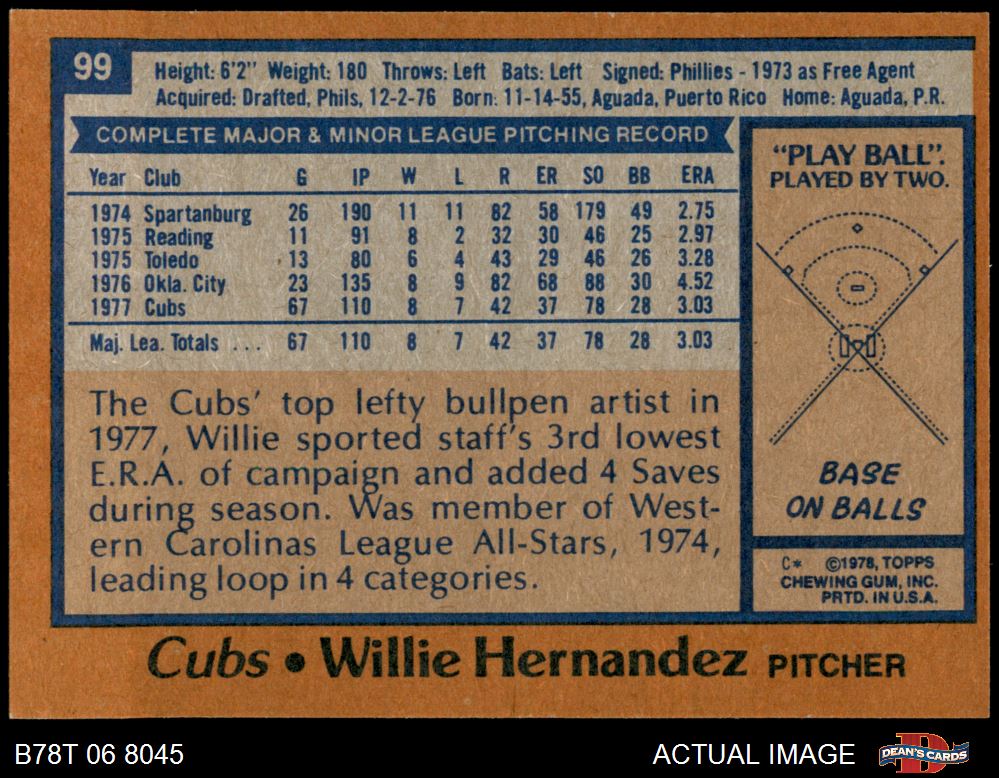 99
Height: 6'2" Weight: 180 Throws: Left Bats: Left Signed: Phillies - 1973 as Free Agent
Acquired: Drafted, Phils, 12-2-76 Born: 11-14-55, Aguada, Puerto Rico Home: Aguada, P.R.
COMPLETE MAJOR & MINOR LEAGUE PITCHING RECORD
Year Club G IP W L R ER SO BB ERA
1974 Spartanburg 26 190 11 11 82 58 179 49 2.75
1975 Reading 11 91 8 2 32 30 46 25 2.97
1975 Toledo 13 80 6 4 43 29 46 26 3.28
1976 Okla. City 23 135 8 9 82 68 88 30 4.52
1977 Cubs 67 110 8 7 42 37 78 28 3.03
Maj. Lea. Totals ... 67 110 8 7 42 37 78 28 3.03
The Cubs' top lefty bullpen artist in
1977, Willie sported staff's 3rd lowest
E.R.A. of campaign and added 4 Saves
during season. Was member of West-
ern Carolinas League All-Stars, 1974,
leading loop in 4 categories.
"PLAY BALL".
PLAYED BY TWO.
BASE
ON BALLS
C* ©1978, TOPPS
CHEWING GUM, INC.
PRTD. IN U.S.A.
Cubs • Willie Hernandez PITCHER
B78T 06 8045
ACTUAL IMAGE
D
DEAN'S CARDS